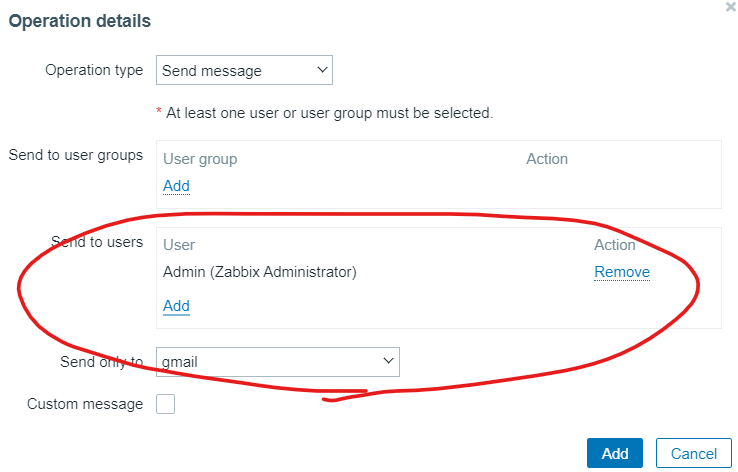 Operation details
Operation type Send message
* At least one user or user group must be selected.
Send to user groups User group Action
Add
Send to users User Action
Admin (Zabbix Administrator) Remove
Add
Send only to gmail
Custom message
Add Cancel